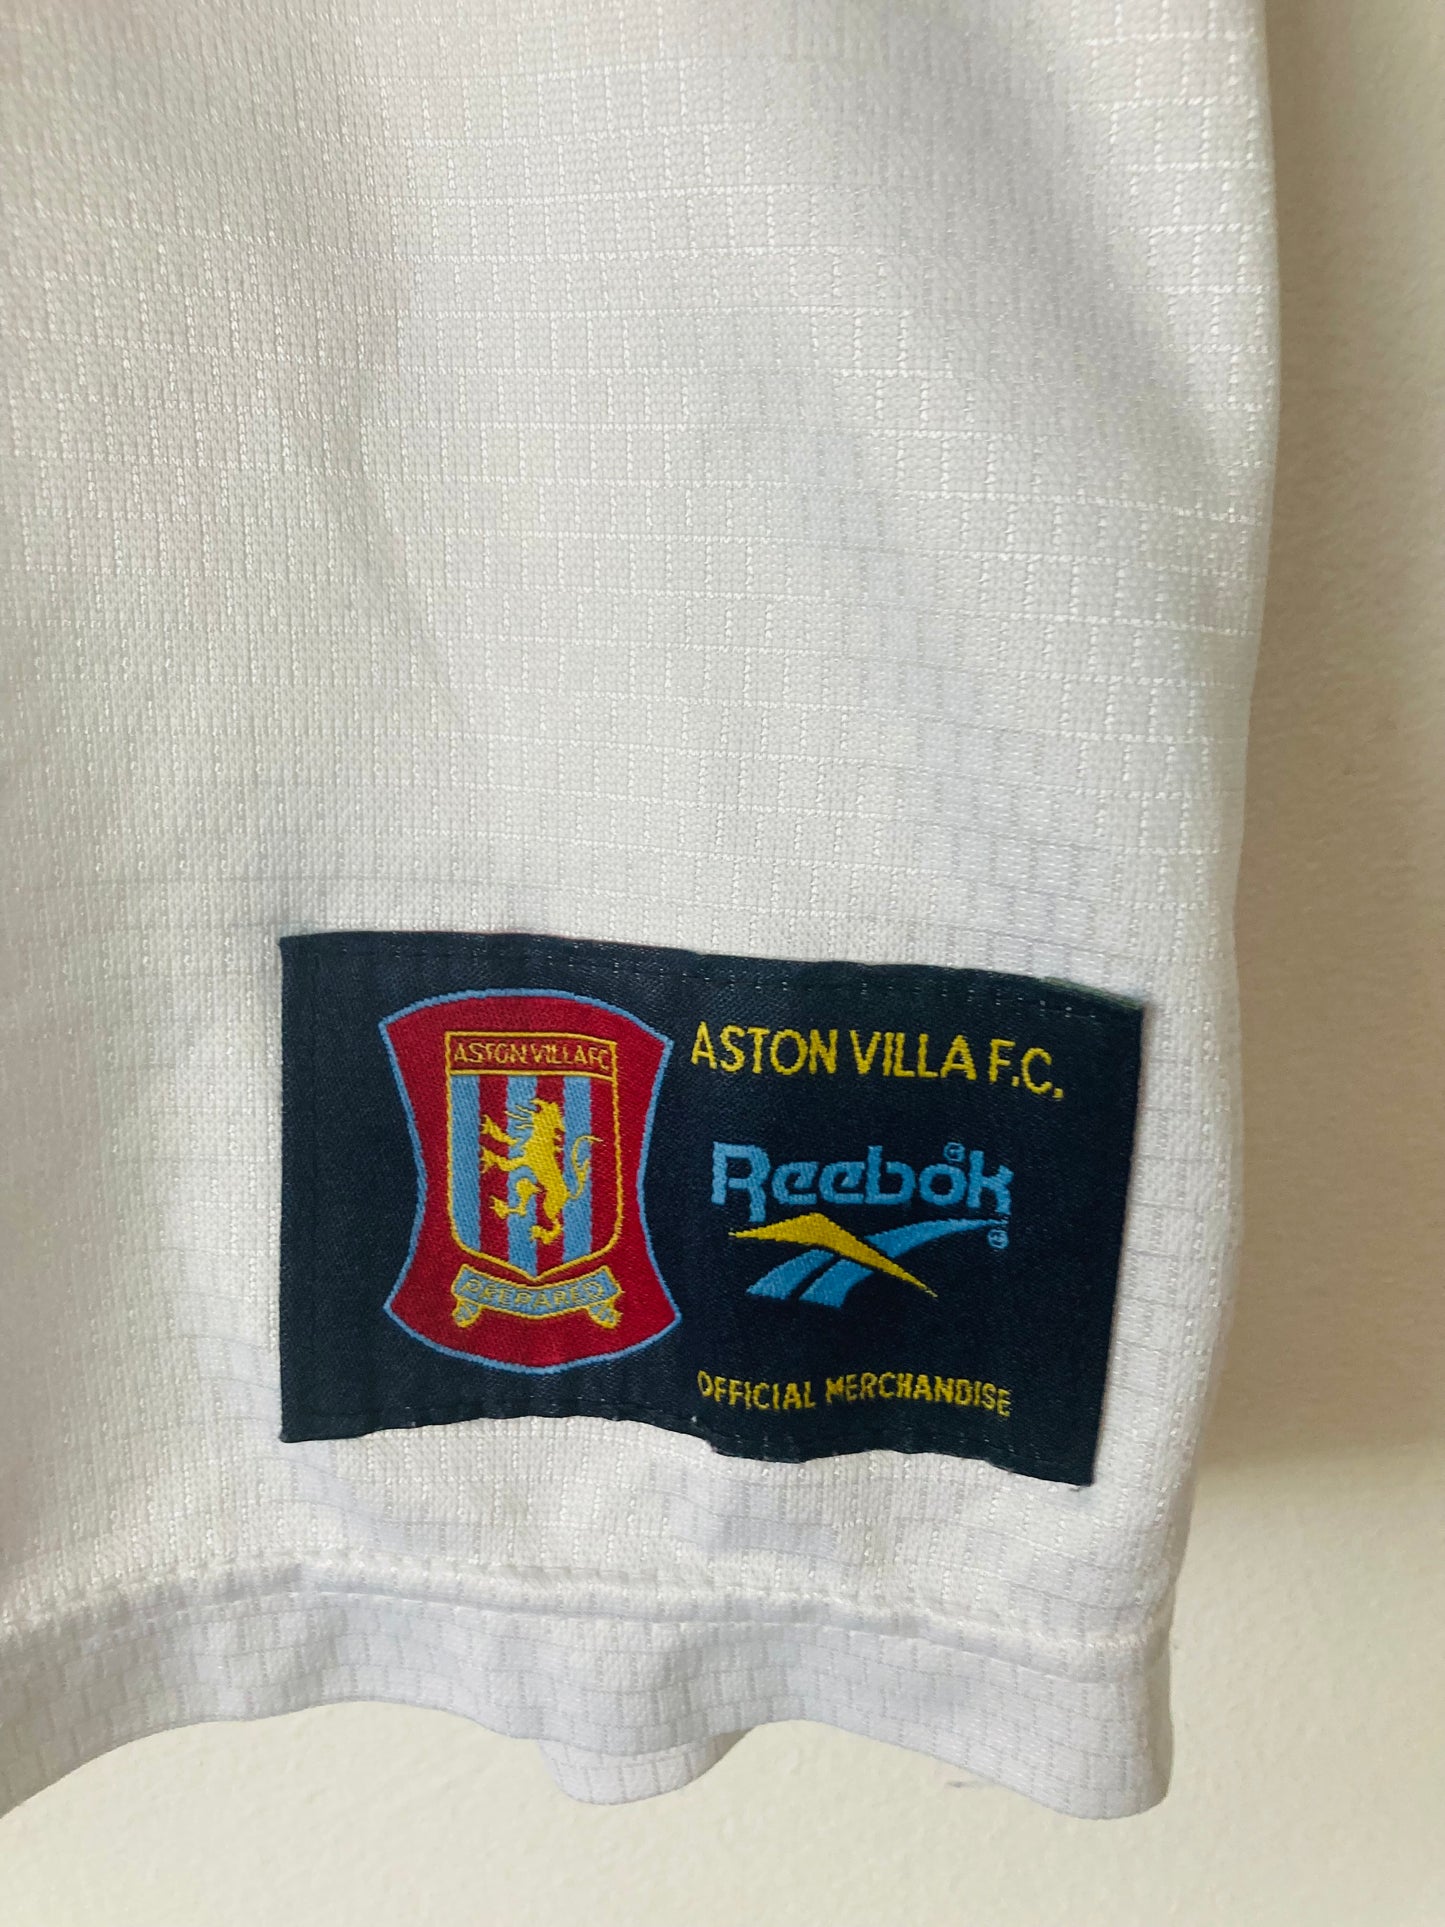 ASTON VILLA FC
PREPARED
ASTON VILLA F.C.
Reebok
OFFICIAL MERCHANDISE